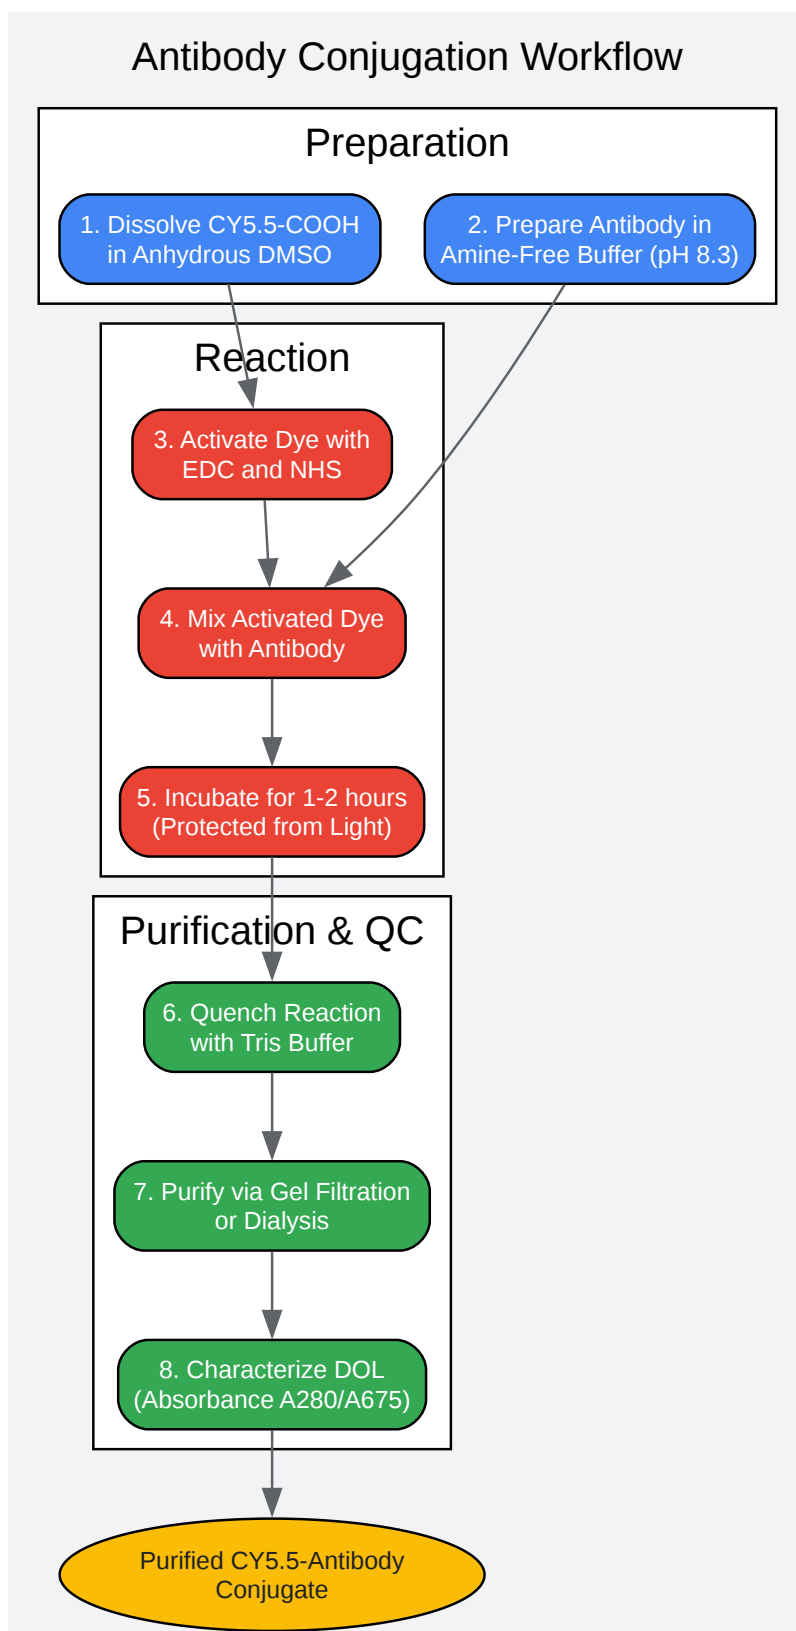 Antibody Conjugation Workflow
Preparation
1. Dissolve CY5.5-COOH
in Anhydrous DMSO
2. Prepare Antibody in
Amine-Free Buffer (pH 8.3)
Reaction
3. Activate Dye with
EDC and NHS
4. Mix Activated Dye
with Antibody
5. Incubate for 1-2 hours
(Protected from Light)
Purification & QC
6. Quench Reaction
with Tris Buffer
7. Purify via Gel Filtration
or Dialysis
8. Characterize DOL
(Absorbance A280/A675)
Purified CY5.5-Antibody
Conjugate